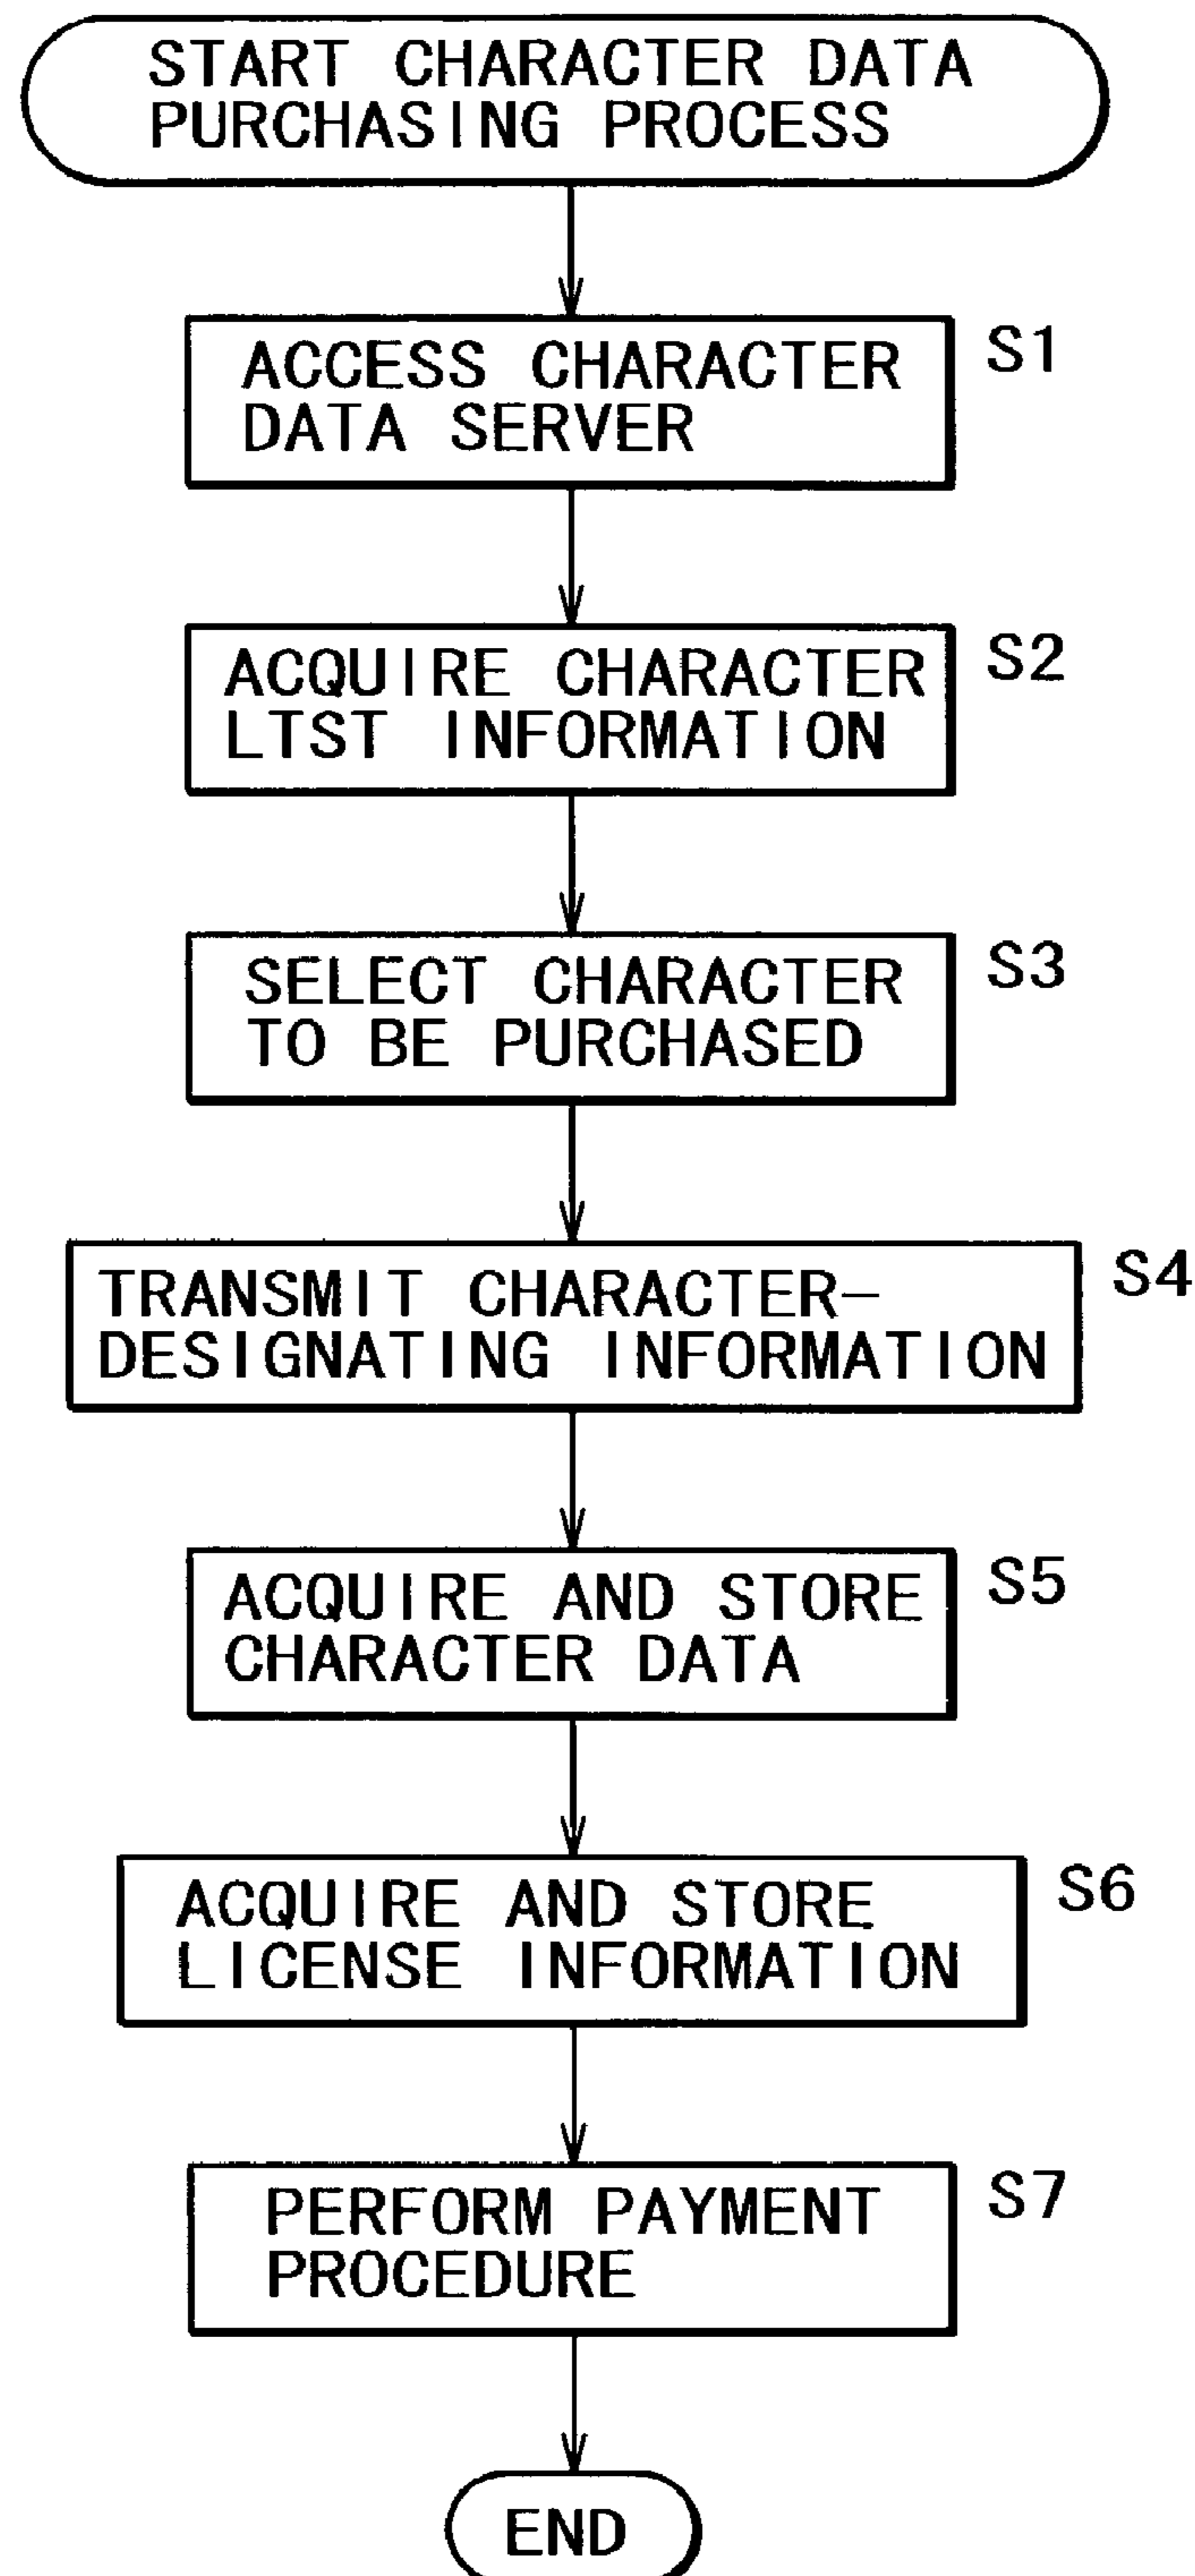 START CHARACTER DATA
PURCHASING PROCESS
ACCESS CHARACTER
DATA SERVER
S1
ACQUIRE CHARACTER
LTST INFORMATION
S2
SELECT CHARACTER
TO BE PURCHASED
S3
TRANSMIT CHARACTER-
DESIGNATING INFORMATION
S4
ACQUIRE AND STORE
CHARACTER DATA
S5
ACQUIRE AND STORE
LICENSE INFORMATION
S6
PERFORM PAYMENT
PROCEDURE
S7
END